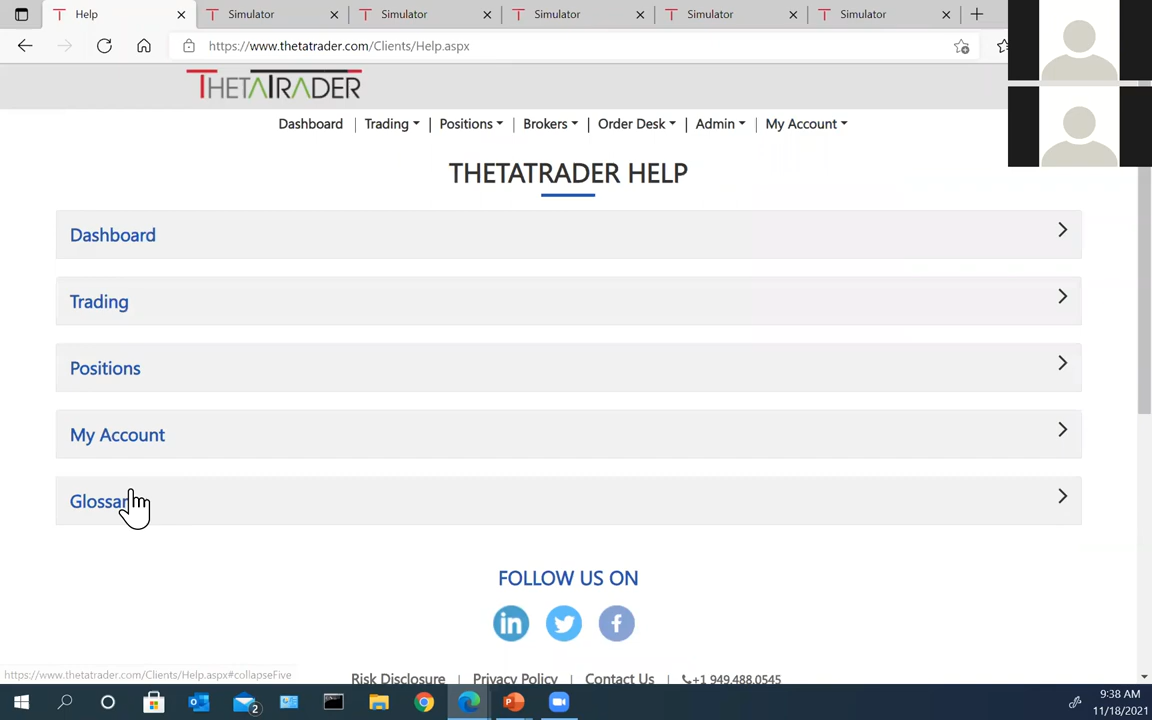 Help
Simulator
Simulator
Simulator
Simulator
Simulator
https://www.thetatrader.com/Clients/Help.aspx
THETATRADER
Dashboard
Trading
Positions
Brokers
Order Desk
Admin
My Account
THETATRADER HELP
Dashboard
Trading
Positions
My Account
Glossar
FOLLOW US ON
https://www.thetatrader.com/Clients/Help.aspx#collapseFive
Risk Disclosure | Privacy Policy | Contact Us | +1 949.488.0545
2
9:38 AM
11/18/2021